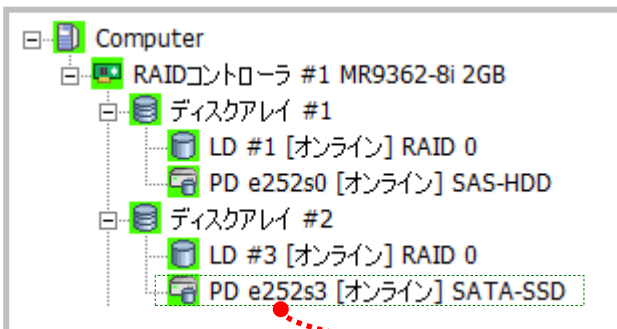 Computer
RAIDコントローラ #1 MR9362-8i 2GB
ディスクアレイ #1
LD #1 [オンライン] RAID 0
PD e252s0 [オンライン] SAS-HDD
ディスクアレイ #2
LD #3 [オンライン] RAID 0
PD e252s3 [オンライン] SATA-SSD